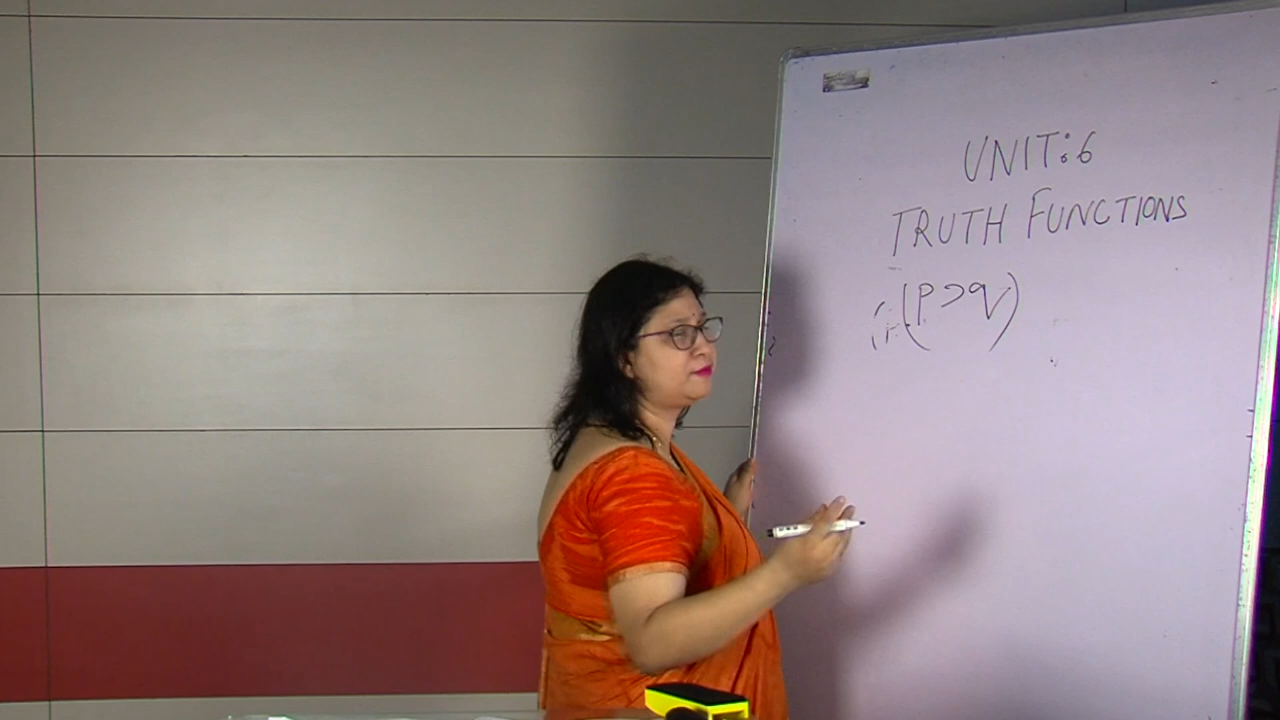 UNIT:6
TRUTH FUNCTIONS
(p ⊃ q)